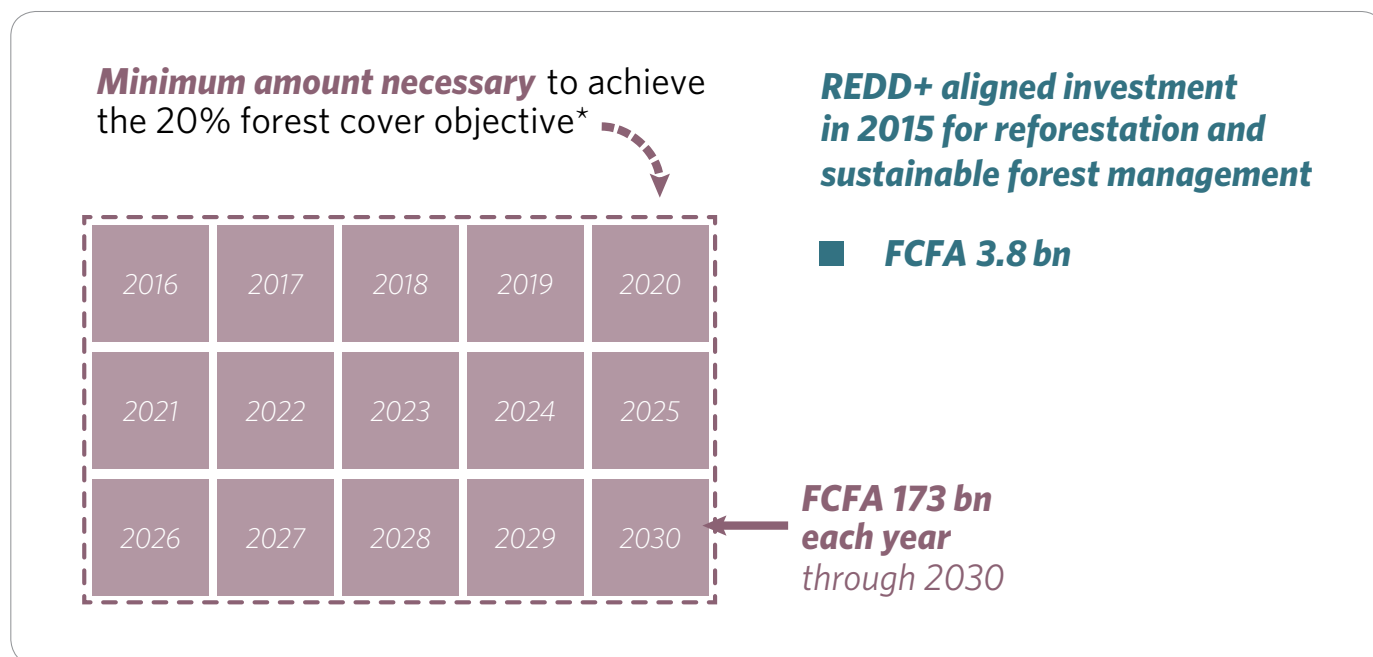 Minimum amount necessary to achieve
the 20% forest cover objective*
REDD+ aligned investment
in 2015 for reforestation and
sustainable forest management
FCFA 3.8 bn
2016 2017 2018 2019 2020
2021 2022 2023 2024 2025
2026 2027 2028 2029 2030
FCFA 173 bn
each year
through 2030